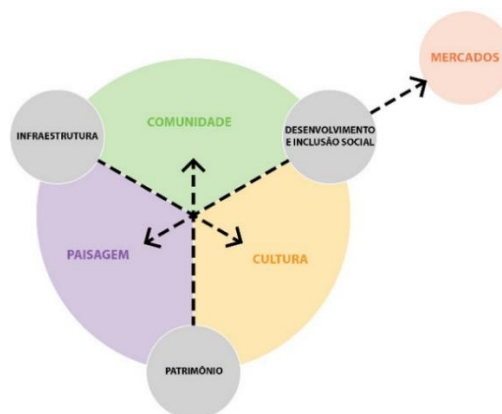 MERCADOS
COMUNIDADE
INFRAESTRUTURA
DESENVOLVIMENTO
E INCLUSÃO SOCIAL
PAISAGEM
CULTURA
PATRIMÔNIO